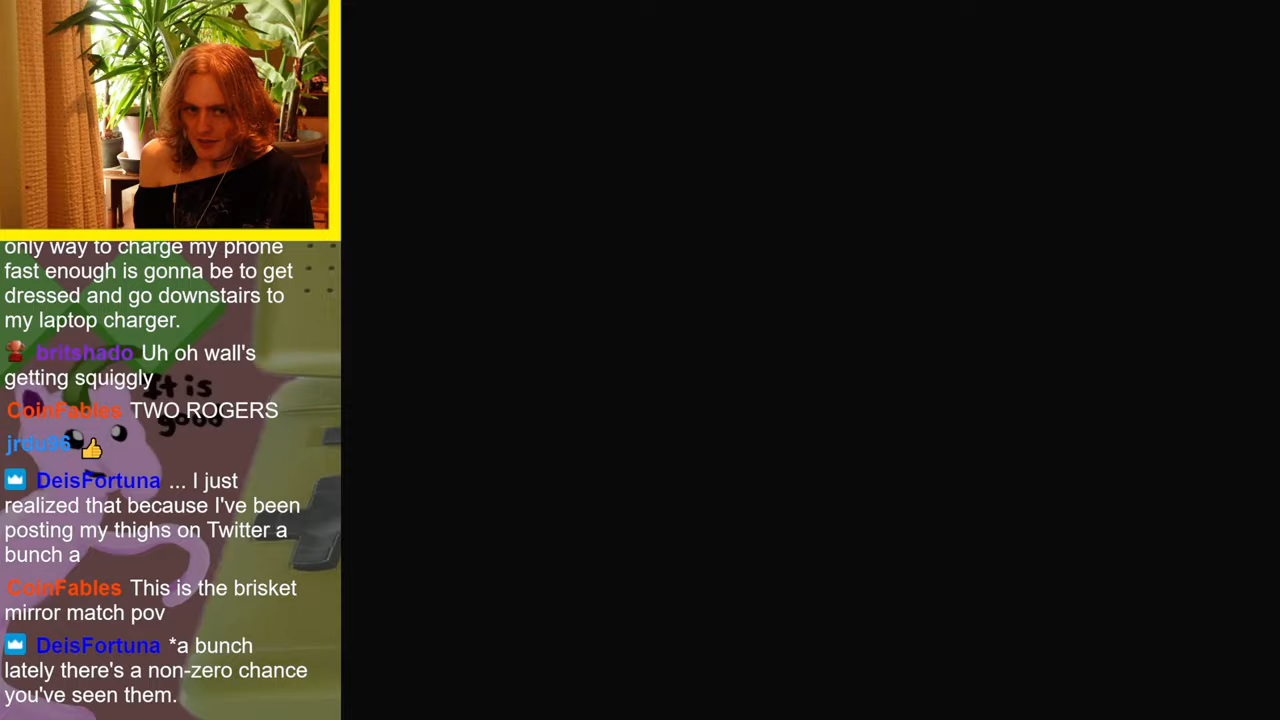 only way to charge my phone
fast enough is gonna be to get
dressed and go downstairs to
my laptop charger.
britshado Uh oh wall's
getting squiggly
It is
good
CoinFables TWO ROGERS
jrdu96 👍
DeisFortuna ... I just
realized that because I've been
posting my thighs on Twitter a
bunch a
CoinFables This is the brisket
mirror match pov
DeisFortuna *a bunch
lately there's a non-zero chance
you've seen them.